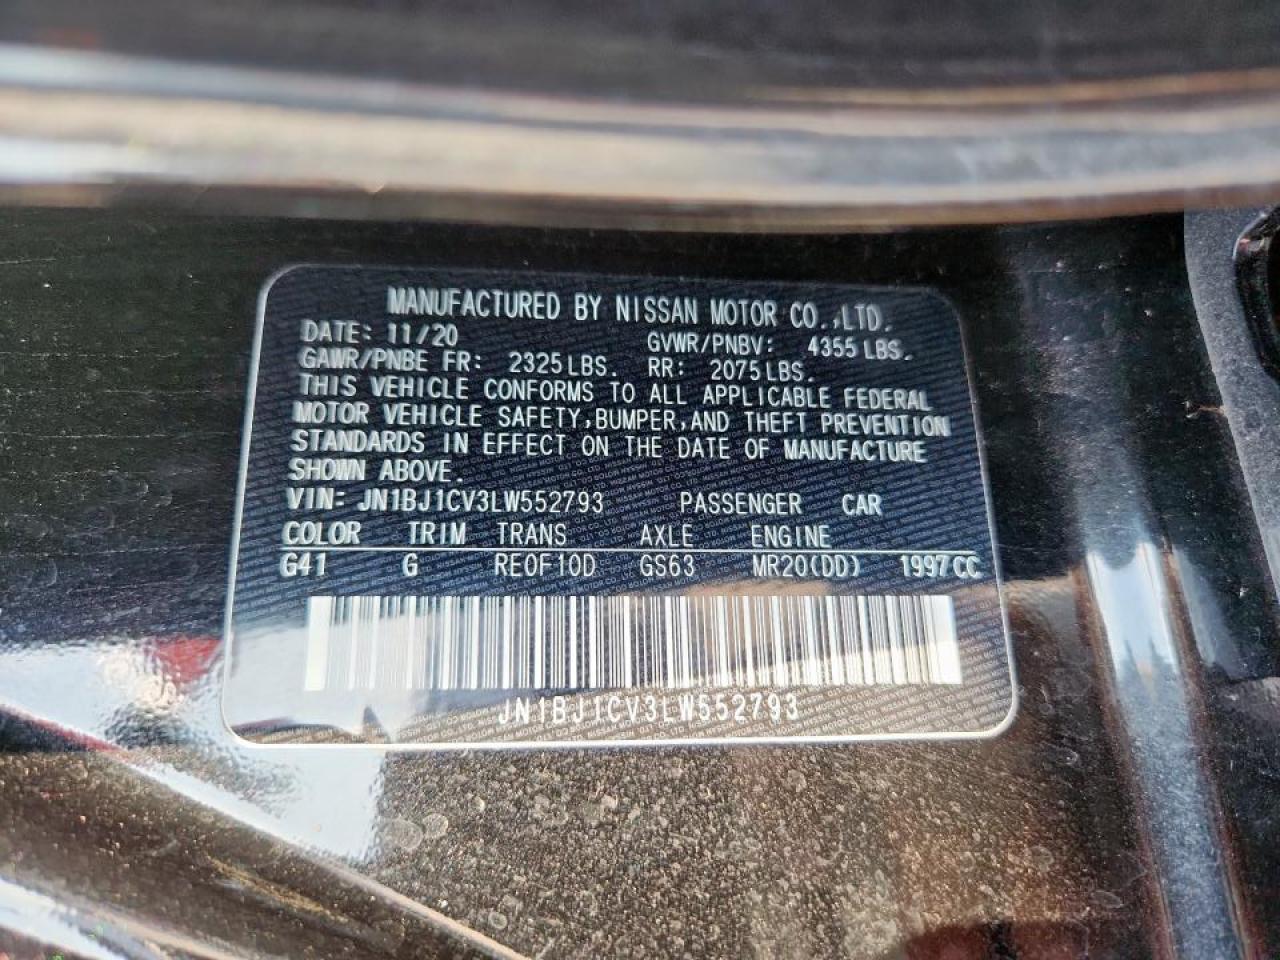 MANUFACTURED BY NISSAN MOTOR CO.,LTD.
DATE: 11/20 GVWR/PNBV: 4355 LBS.
GAWR/PNBE FR: 2325 LBS. RR: 2075 LBS.
THIS VEHICLE CONFORMS TO ALL APPLICABLE FEDERAL
MOTOR VEHICLE SAFETY, BUMPER, AND THEFT PREVENTION
STANDARDS IN EFFECT ON THE DATE OF MANUFACTURE
SHOWN ABOVE.
VIN: JN1BJ1CV3LW552793 PASSENGER CAR
COLOR TRIM TRANS AXLE ENGINE
G41 G RE0F10D GS63 MR20(DD) 1997CC
JN1BJ1CV3LW552793